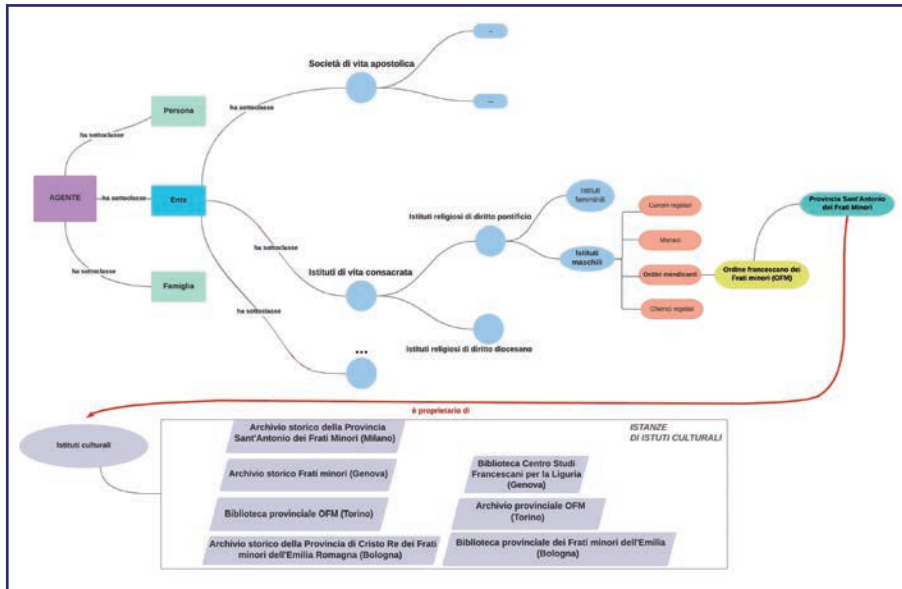 Società di vita apostolica
ha sottoclasse
Persona
ha sottoclasse
AGENTE
ha sottoclasse
Ente
ha sottoclasse
Famiglia
ha sottoclasse
Istituti di vita consacrata
ha sottoclasse
...
Istituti religiosi di diritto pontificio
Istituti religiosi di diritto diocesano
Istituti
femminili
Istituti
maschili
Canoni regolari
Monaci
Ordini mendicanti
Chierici regolari
Ordine francescano dei
Frati minori (OFM)
Provincia Sant'Antonio
dei Frati Minori
è proprietario di
Istituti culturali
ISTANZE
DI ISTUTI CULTURALI
Archivio storico della Provincia
Sant'Antonio dei Frati Minori (Milano)
Archivio storico Frati minori (Genova)
Biblioteca Centro Studi
Francescani per la Liguria
(Genova)
Biblioteca provinciale OFM (Torino)
Archivio provinciale OFM
(Torino)
Archivio storico della Provincia di Cristo Re dei Frati
minori dell'Emilia Romagna (Bologna)
Biblioteca provinciale dei Frati minori dell'Emilia
(Bologna)